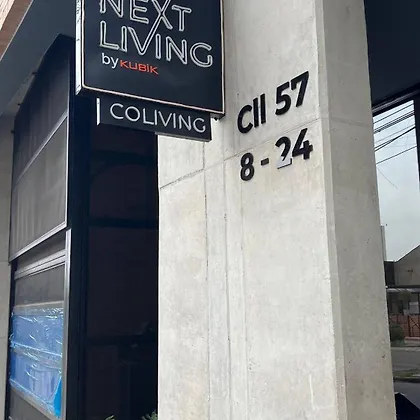 NEXT
LIVING
by KUBIK
COLIVING
Cll 57
8 - 24